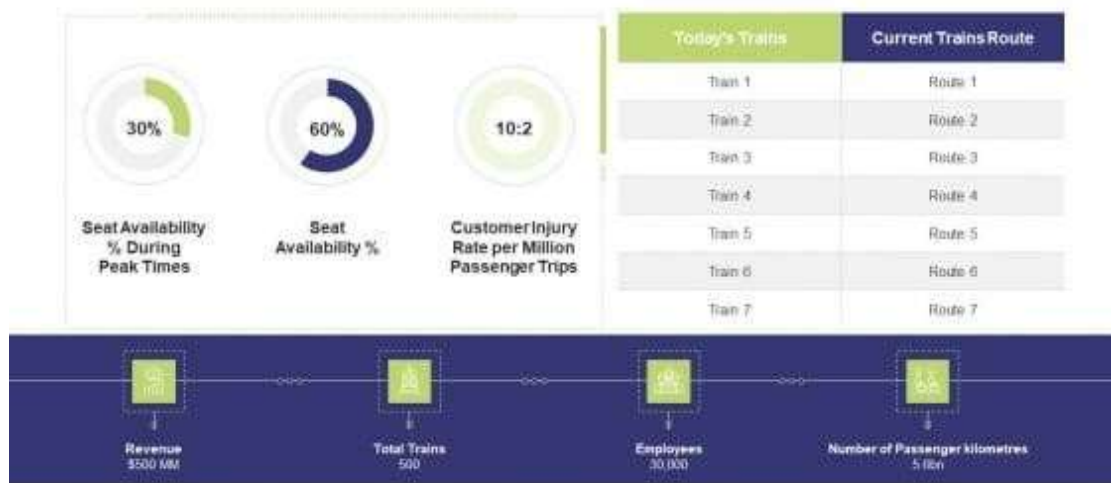 30%
60%
10:2
Seat Availability
% During
Peak Times
Seat
Availability %
Customer Injury
Rate per Million
Passenger Trips
Today's Trains Current Trains Route
Train 1 Route 1
Train 2 Route 2
Train 3 Route 3
Train 4 Route 4
Train 5 Route 5
Train 6 Route 6
Train 7 Route 7
Revenue
$500 MM
Total Trains
500
Employees
30,000
Number of Passenger kilometres